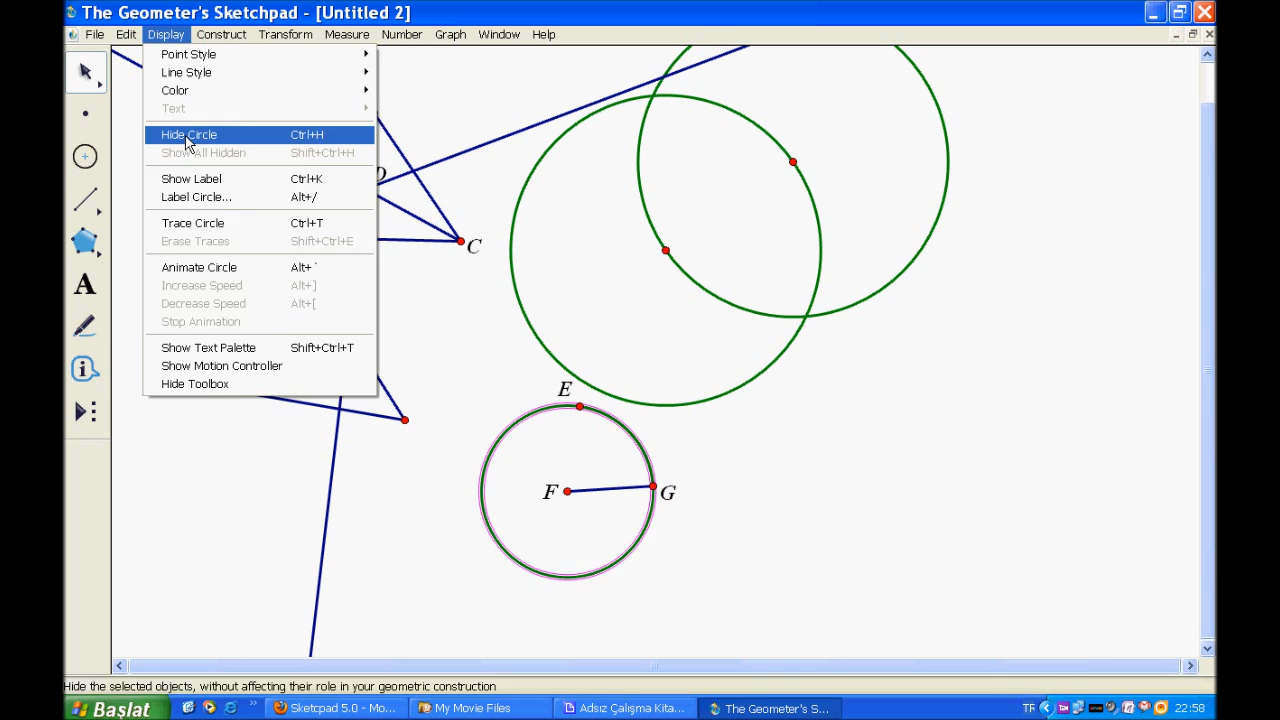 The Geometer's Sketchpad - [Untitled 2]
File Edit Display Construct Transform Measure Number Graph Window Help
Point Style
Line Style
Color
Text
Hide Circle Ctrl+H
Show All Hidden Shift+Ctrl+H
Show Label Ctrl+K
Label Circle... Alt+/
Trace Circle Ctrl+T
Erase Traces Shift+Ctrl+E
Animate Circle Alt+`
Increase Speed Alt+]
Decrease Speed Alt+[
Stop Animation
Show Text Palette Shift+Ctrl+T
Show Motion Controller
Hide Toolbox
A
D
C
E
F
G
Hide the selected objects, without affecting their role in your geometric construction
Başlat
Sketcpad 5.0 - Mo...
My Movie Files
Adsız Çalışma Kita...
The Geometer's S...
TR
22:58